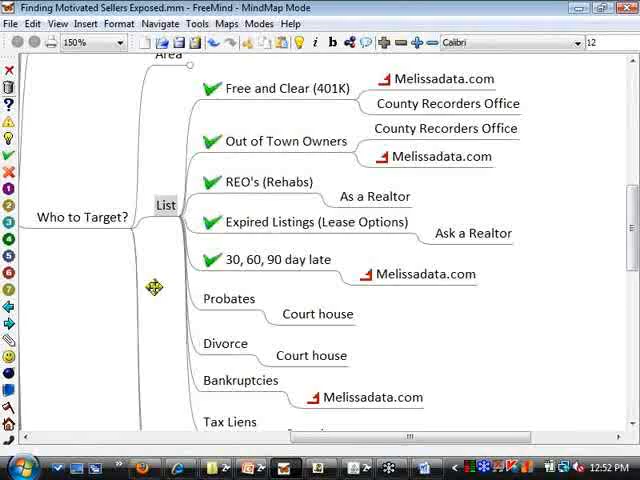 Finding Motivated Sellers Exposed.mm - FreeMind - MindMap Mode
File Edit View Insert Format Navigate Tools Maps Modes Help
150% Calibri 12
Area
Free and Clear (401K)
Melissadata.com
County Recorders Office
Out of Town Owners
County Recorders Office
Melissadata.com
REO's (Rehabs)
As a Realtor
List
Who to Target?
Expired Listings (Lease Options)
Ask a Realtor
30, 60, 90 day late
Melissadata.com
Probates
Court house
Divorce
Court house
Bankruptcies
Melissadata.com
Tax Liens
12:52 PM